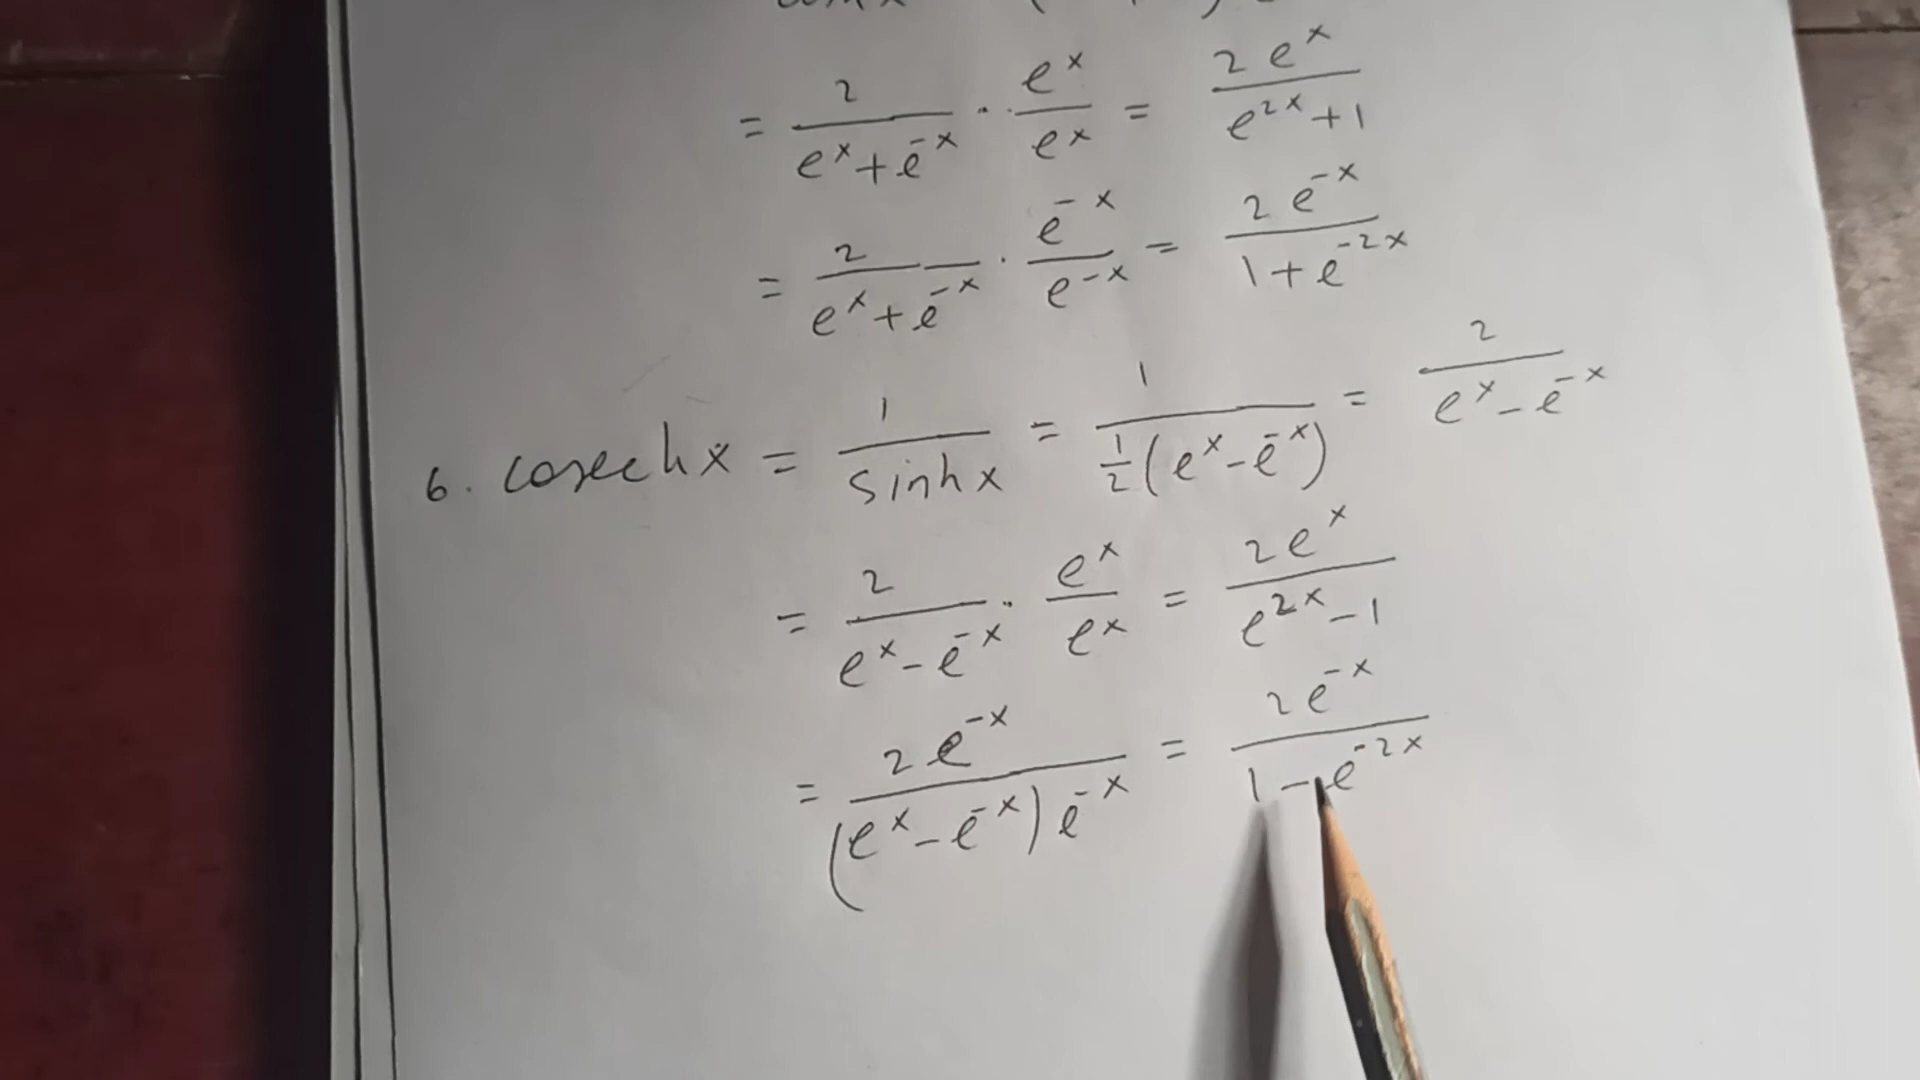 = 2/(e^x + e^-x) · e^x/e^x = 2e^x/(e^2x + 1)
= 2/(e^x + e^-x) · e^-x/e^-x = 2e^-x/(1 + e^-2x)
6. cosech x = 1/sinh x = 1/(1/2(e^x - e^-x)) = 2/(e^x - e^-x)
= 2/(e^x - e^-x) · e^x/e^x = 2e^x/(e^2x - 1)
= 2e^-x/((e^x - e^-x) e^-x) = 2e^-x/(1 - e^-2x)